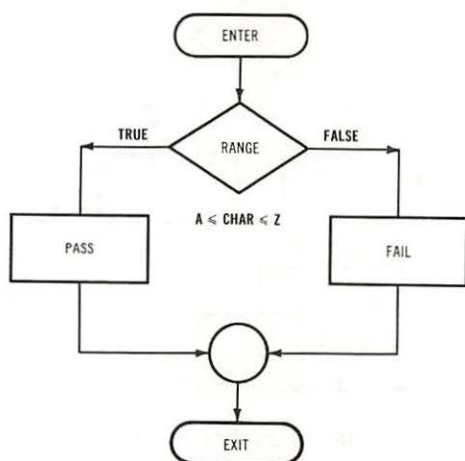 ENTER
TRUE
RANGE
FALSE
A ≤ CHAR ≤ Z
PASS
FAIL
EXIT